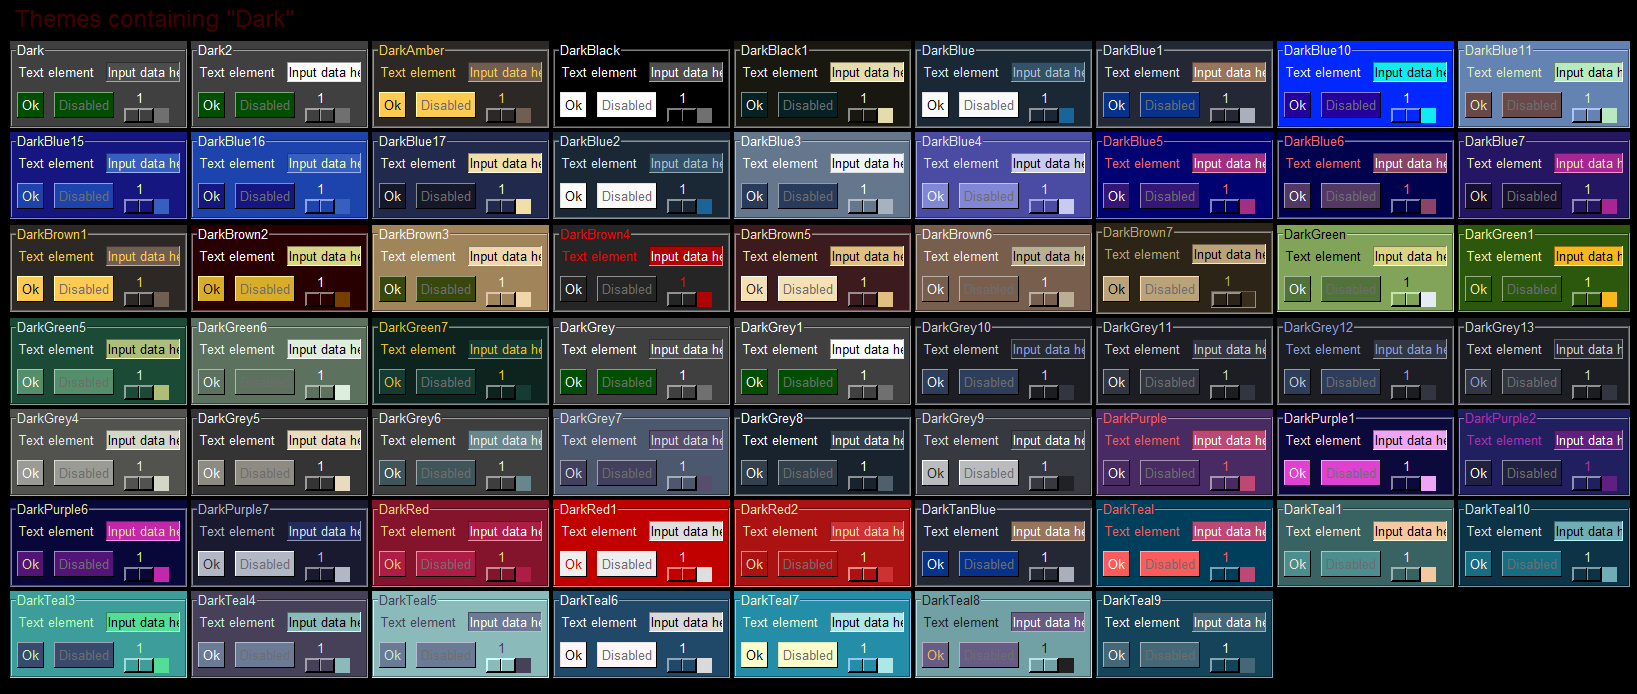 Themes containing "Dark"
Dark Dark2 DarkAmber DarkBlack DarkBlack1 DarkBlue DarkBlue1 DarkBlue10 DarkBlue11
Text element Input data he Text element Input data he Text element Input data he Text element Input data he Text element Input data he Text element Input data he Text element Input data he Text element Input data he Text element Input data he
Ok Disabled 1 Ok Disabled 1 Ok Disabled 1 Ok Disabled 1 Ok Disabled 1 Ok Disabled 1 Ok Disabled 1 Ok Disabled 1 Ok Disabled 1
DarkBlue15 DarkBlue16 DarkBlue17 DarkBlue2 DarkBlue3 DarkBlue4 DarkBlue5 DarkBlue6 DarkBlue7
Text element Input data he Text element Input data he Text element Input data he Text element Input data he Text element Input data he Text element Input data he Text element Input data he Text element Input data he Text element Input data he
Ok Disabled 1 Ok Disabled 1 Ok Disabled 1 Ok Disabled 1 Ok Disabled 1 Ok Disabled 1 Ok Disabled 1 Ok Disabled 1 Ok Disabled 1
DarkBrown1 DarkBrown2 DarkBrown3 DarkBrown4 DarkBrown5 DarkBrown6 DarkBrown7 DarkGreen DarkGreen1
Text element Input data he Text element Input data he Text element Input data he Text element Input data he Text element Input data he Text element Input data he Text element Input data he Text element Input data he Text element Input data he
Ok Disabled 1 Ok Disabled 1 Ok Disabled 1 Ok Disabled 1 Ok Disabled 1 Ok Disabled 1 Ok Disabled 1 Ok Disabled 1 Ok Disabled 1
DarkGreen5 DarkGreen6 DarkGreen7 DarkGrey DarkGrey1 DarkGrey10 DarkGrey11 DarkGrey12 DarkGrey13
Text element Input data he Text element Input data he Text element Input data he Text element Input data he Text element Input data he Text element Input data he Text element Input data he Text element Input data he Text element Input data he
Ok Disabled 1 Ok Disabled 1 Ok Disabled 1 Ok Disabled 1 Ok Disabled 1 Ok Disabled 1 Ok Disabled 1 Ok Disabled 1 Ok Disabled 1
DarkGrey4 DarkGrey5 DarkGrey6 DarkGrey7 DarkGrey8 DarkGrey9 DarkPurple DarkPurple1 DarkPurple2
Text element Input data he Text element Input data he Text element Input data he Text element Input data he Text element Input data he Text element Input data he Text element Input data he Text element Input data he Text element Input data he
Ok Disabled 1 Ok Disabled 1 Ok Disabled 1 Ok Disabled 1 Ok Disabled 1 Ok Disabled 1 Ok Disabled 1 Ok Disabled 1 Ok Disabled 1
DarkPurple6 DarkPurple7 DarkRed DarkRed1 DarkRed2 DarkTanBlue DarkTeal DarkTeal1 DarkTeal10
Text element Input data he Text element Input data he Text element Input data he Text element Input data he Text element Input data he Text element Input data he Text element Input data he Text element Input data he Text element Input data he
Ok Disabled 1 Ok Disabled 1 Ok Disabled 1 Ok Disabled 1 Ok Disabled 1 Ok Disabled 1 Ok Disabled 1 Ok Disabled 1 Ok Disabled 1
DarkTeal3 DarkTeal4 DarkTeal5 DarkTeal6 DarkTeal7 DarkTeal8 DarkTeal9
Text element Input data he Text element Input data he Text element Input data he Text element Input data he Text element Input data he Text element Input data he Text element Input data he
Ok Disabled 1 Ok Disabled 1 Ok Disabled 1 Ok Disabled 1 Ok Disabled 1 Ok Disabled 1 Ok Disabled 1